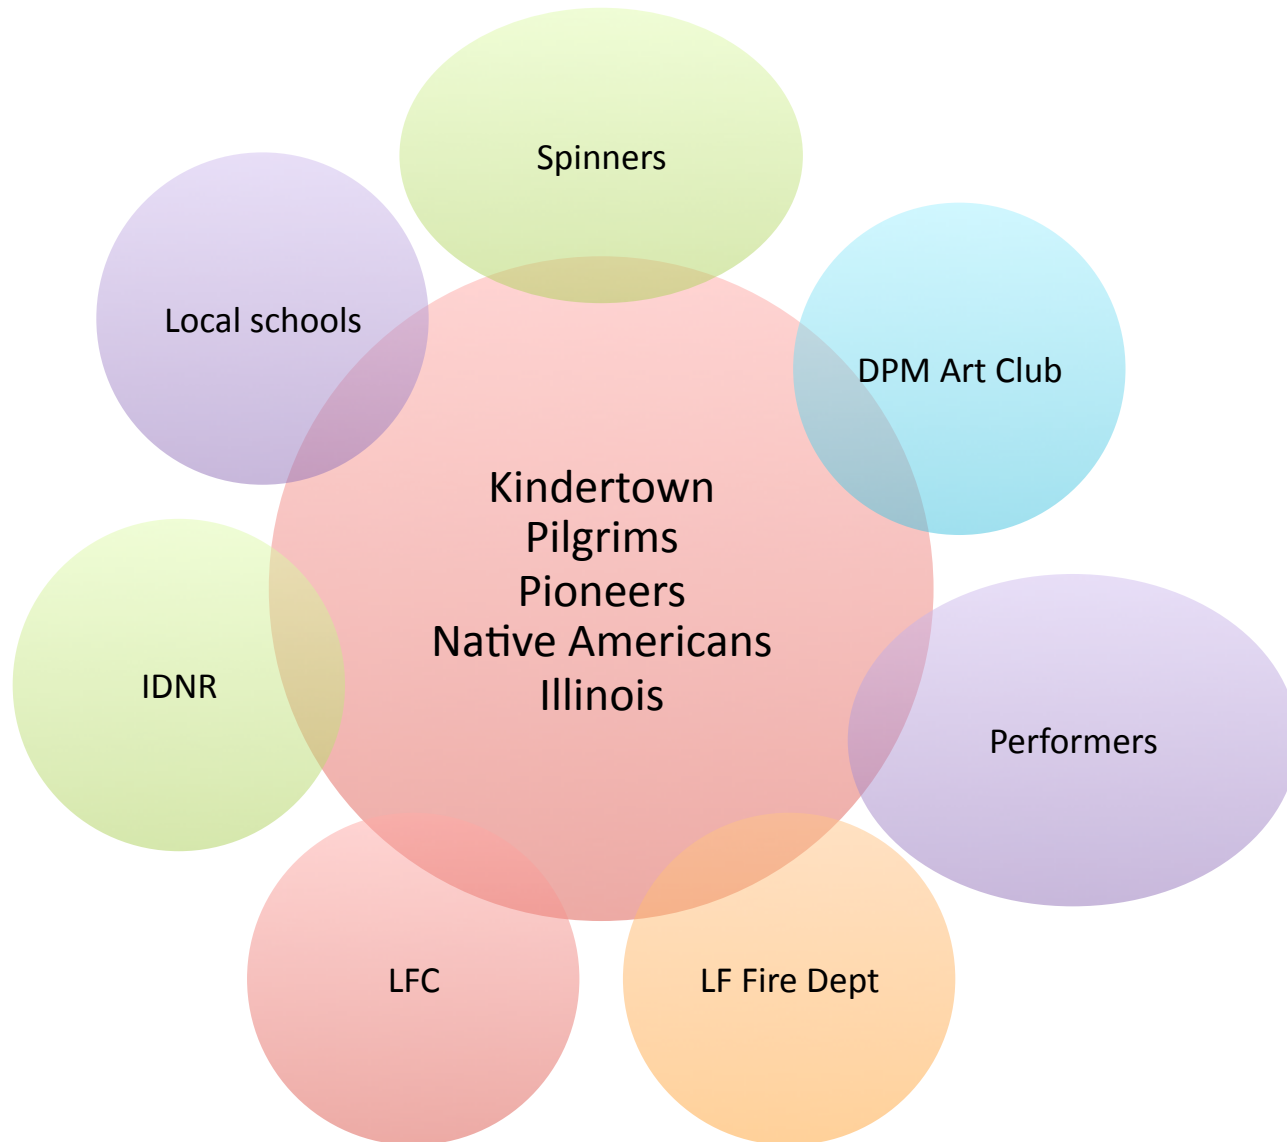 Spinners
Local schools
DPM Art Club
Kindertown
Pilgrims
Pioneers
Native Americans
Illinois
IDNR
Performers
LFC
LF Fire Dept